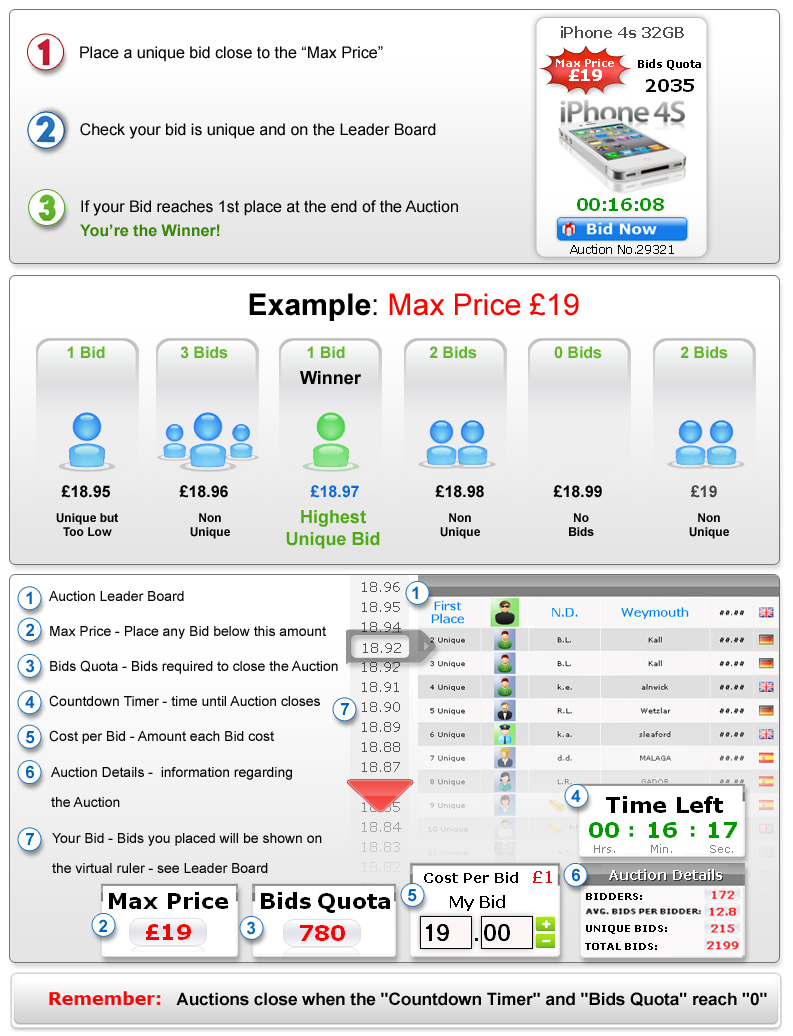 1
Place a unique bid close to the “Max Price”
2
Check your bid is unique and on the Leader Board
3
If your Bid reaches 1st place at the end of the Auction
You're the Winner!
iPhone 4s 32GB
Max Price
£19
Bids Quota
2035
iPhone 4S
00:16:08
Bid Now
Auction No.29321
Example: Max Price £19
1 Bid
£18.95
Unique but
Too Low
3 Bids
£18.96
Non
Unique
1 Bid
Winner
£18.97
Highest
Unique Bid
2 Bids
£18.98
Non
Unique
0 Bids
£18.99
No
Bids
2 Bids
£19
Non
Unique
1 Auction Leader Board
2 Max Price - Place any Bid below this amount
3 Bids Quota - Bids required to close the Auction
4 Countdown Timer - time until Auction closes
5 Cost per Bid - Amount each Bid cost
6 Auction Details -  information regarding
the Auction
7 Your Bid - Bids you placed will be shown on
the virtual ruler - see Leader Board
18.96
18.95
18.94
18.92
18.92
18.91
7 18.90
18.89
18.88
18.87
18.85
18.84
18.83
18.82
1
First
Place N.D. Weymouth ##.##
2 Unique B.L. Kall ##.##
3 Unique B.L. Kall ##.##
4 Unique k.e. alnwick ##.##
5 Unique R.L. Wetzlar ##.##
6 Unique k.a. sleaford ##.##
7 Unique d.d. MALAGA ##.##
8 Unique L.R. GADOR ##.##
9 Unique
10 Unique
4
Time Left
00 : 16 : 17
Hrs. Min. Sec.
2
Max Price
£19
3
Bids Quota
780
5
Cost Per Bid £1
My Bid
19 . 00
+
-
6
Auction Details
BIDDERS: 172
AVG. BIDS PER BIDDER: 12.8
UNIQUE BIDS: 215
TOTAL BIDS: 2199
Remember: Auctions close when the "Countdown Timer" and "Bids Quota" reach "0"